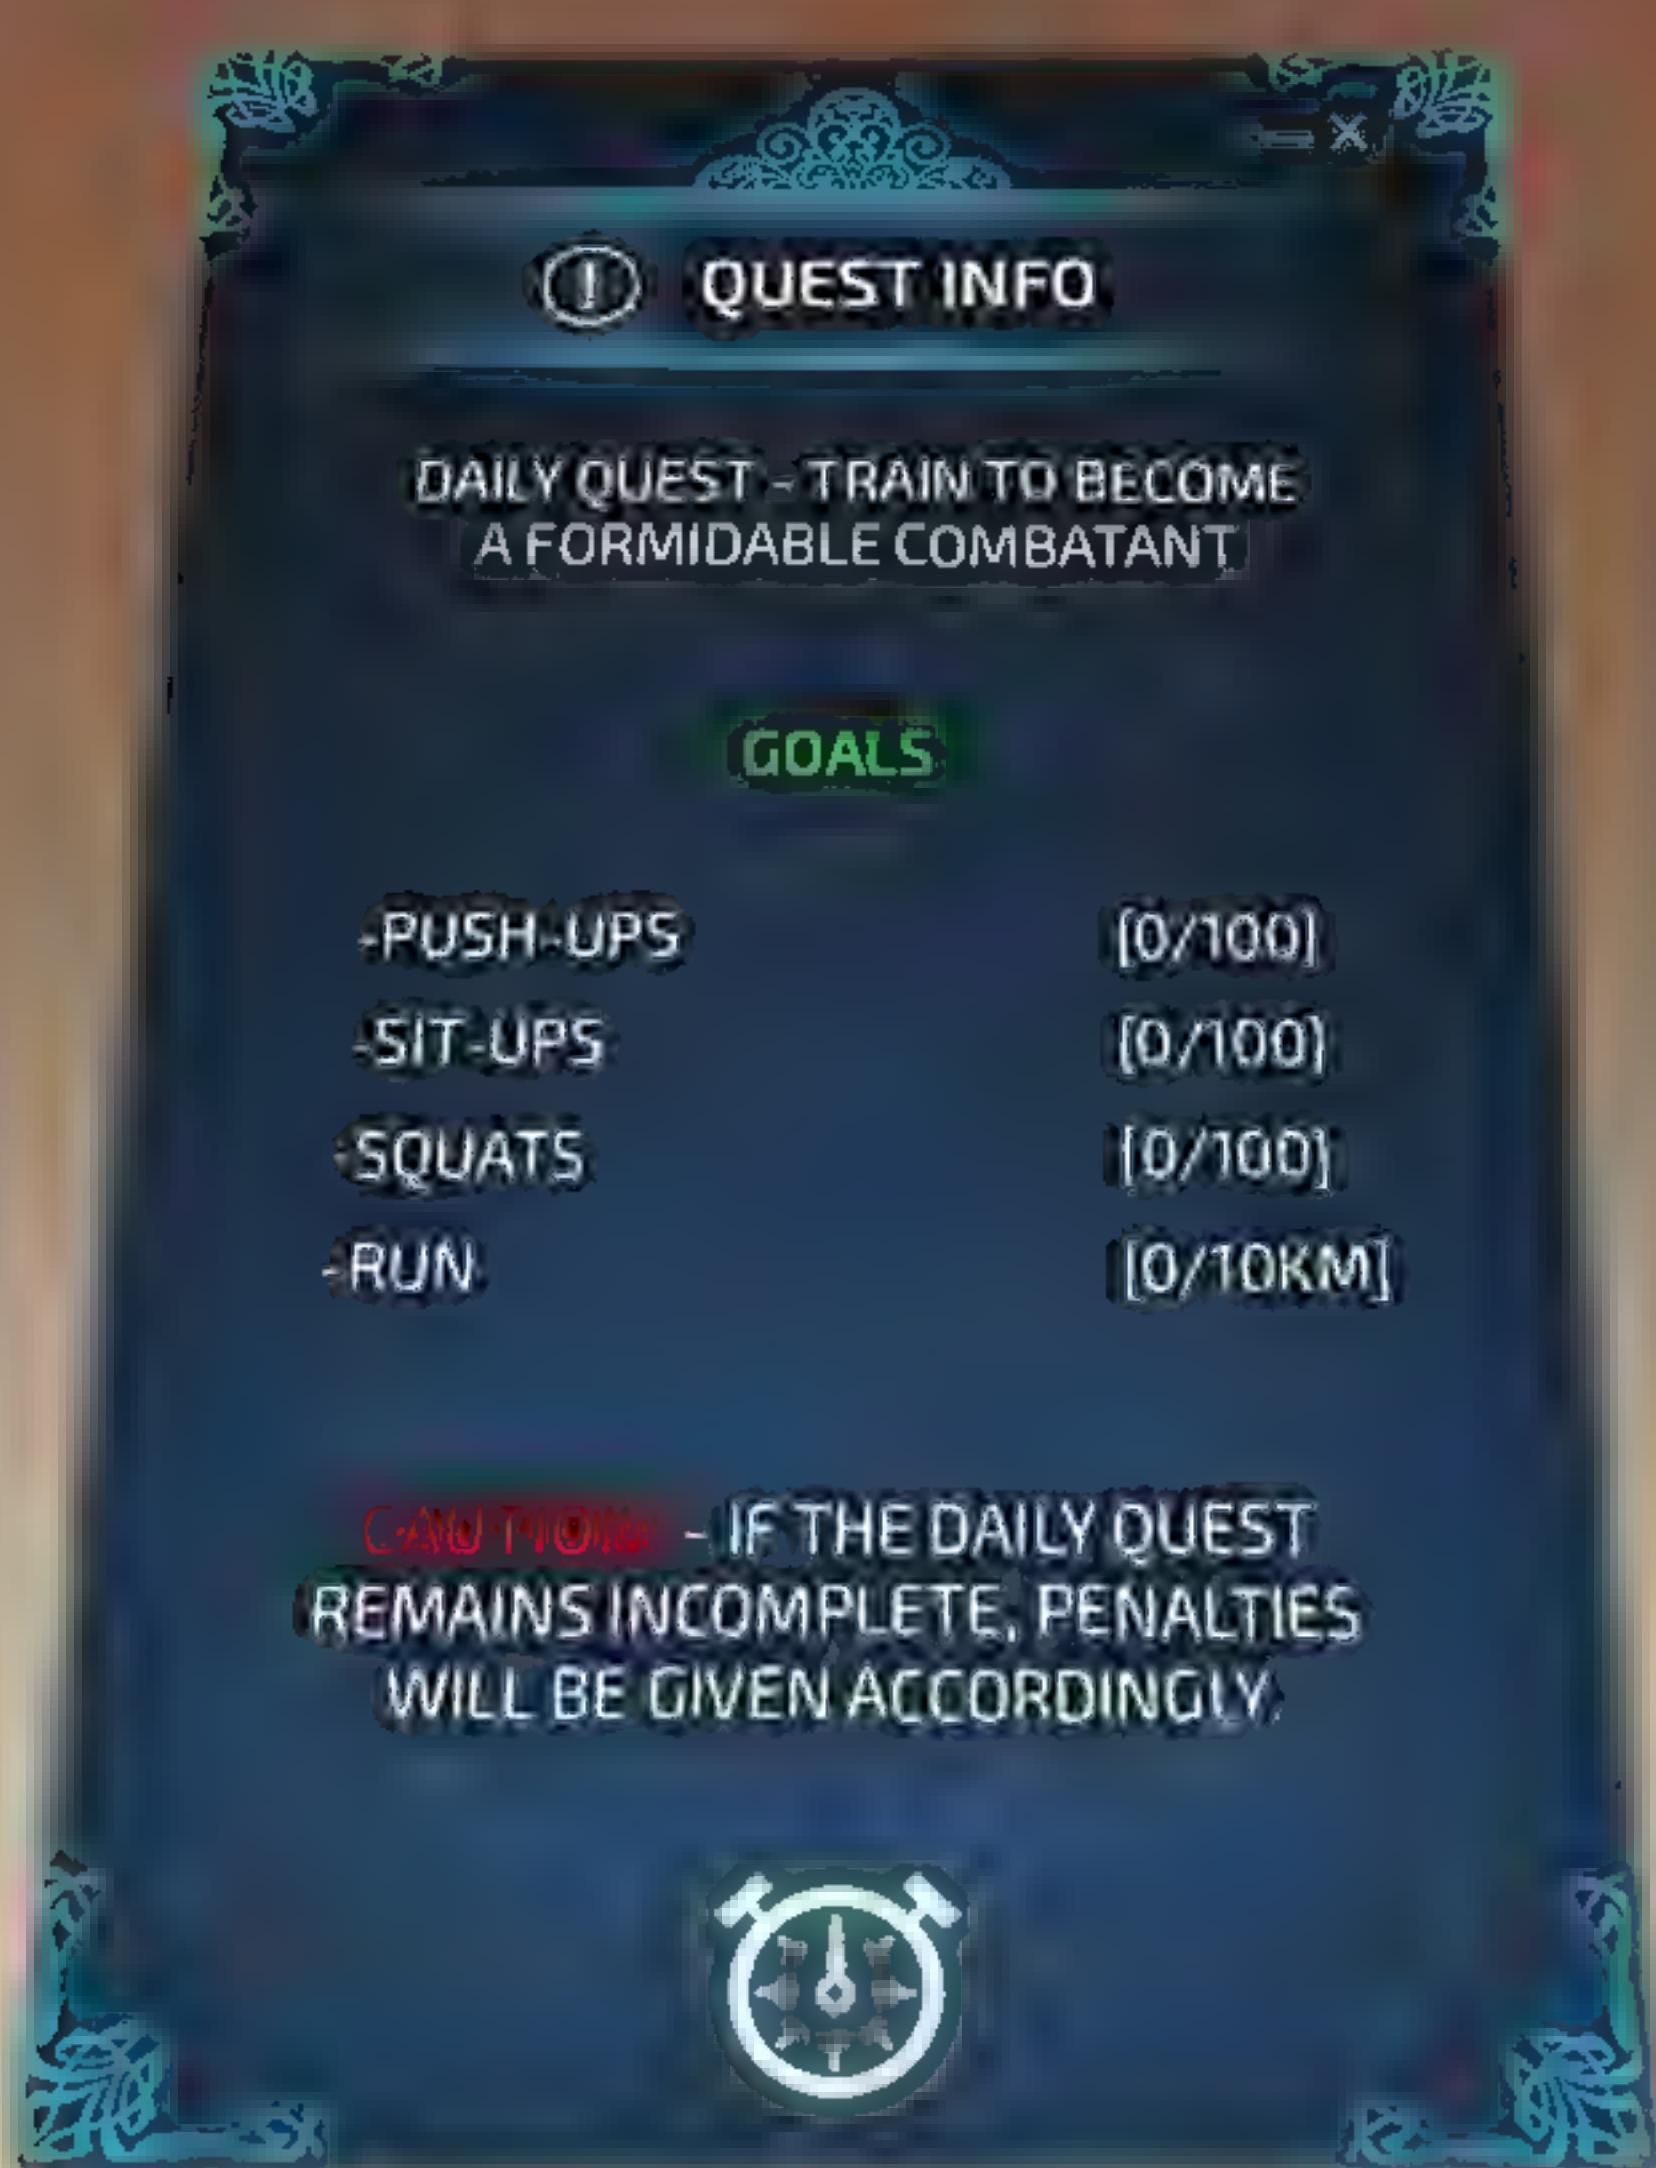 ! QUEST INFO
DAILY QUEST - TRAIN TO BECOME
A FORMIDABLE COMBATANT
GOALS
-PUSH-UPS [0/100]
-SIT-UPS [0/100]
-SQUATS [0/100]
-RUN [0/10KM]
CAUTION - IF THE DAILY QUEST
REMAINS INCOMPLETE, PENALTIES
WILL BE GIVEN ACCORDINGLY.